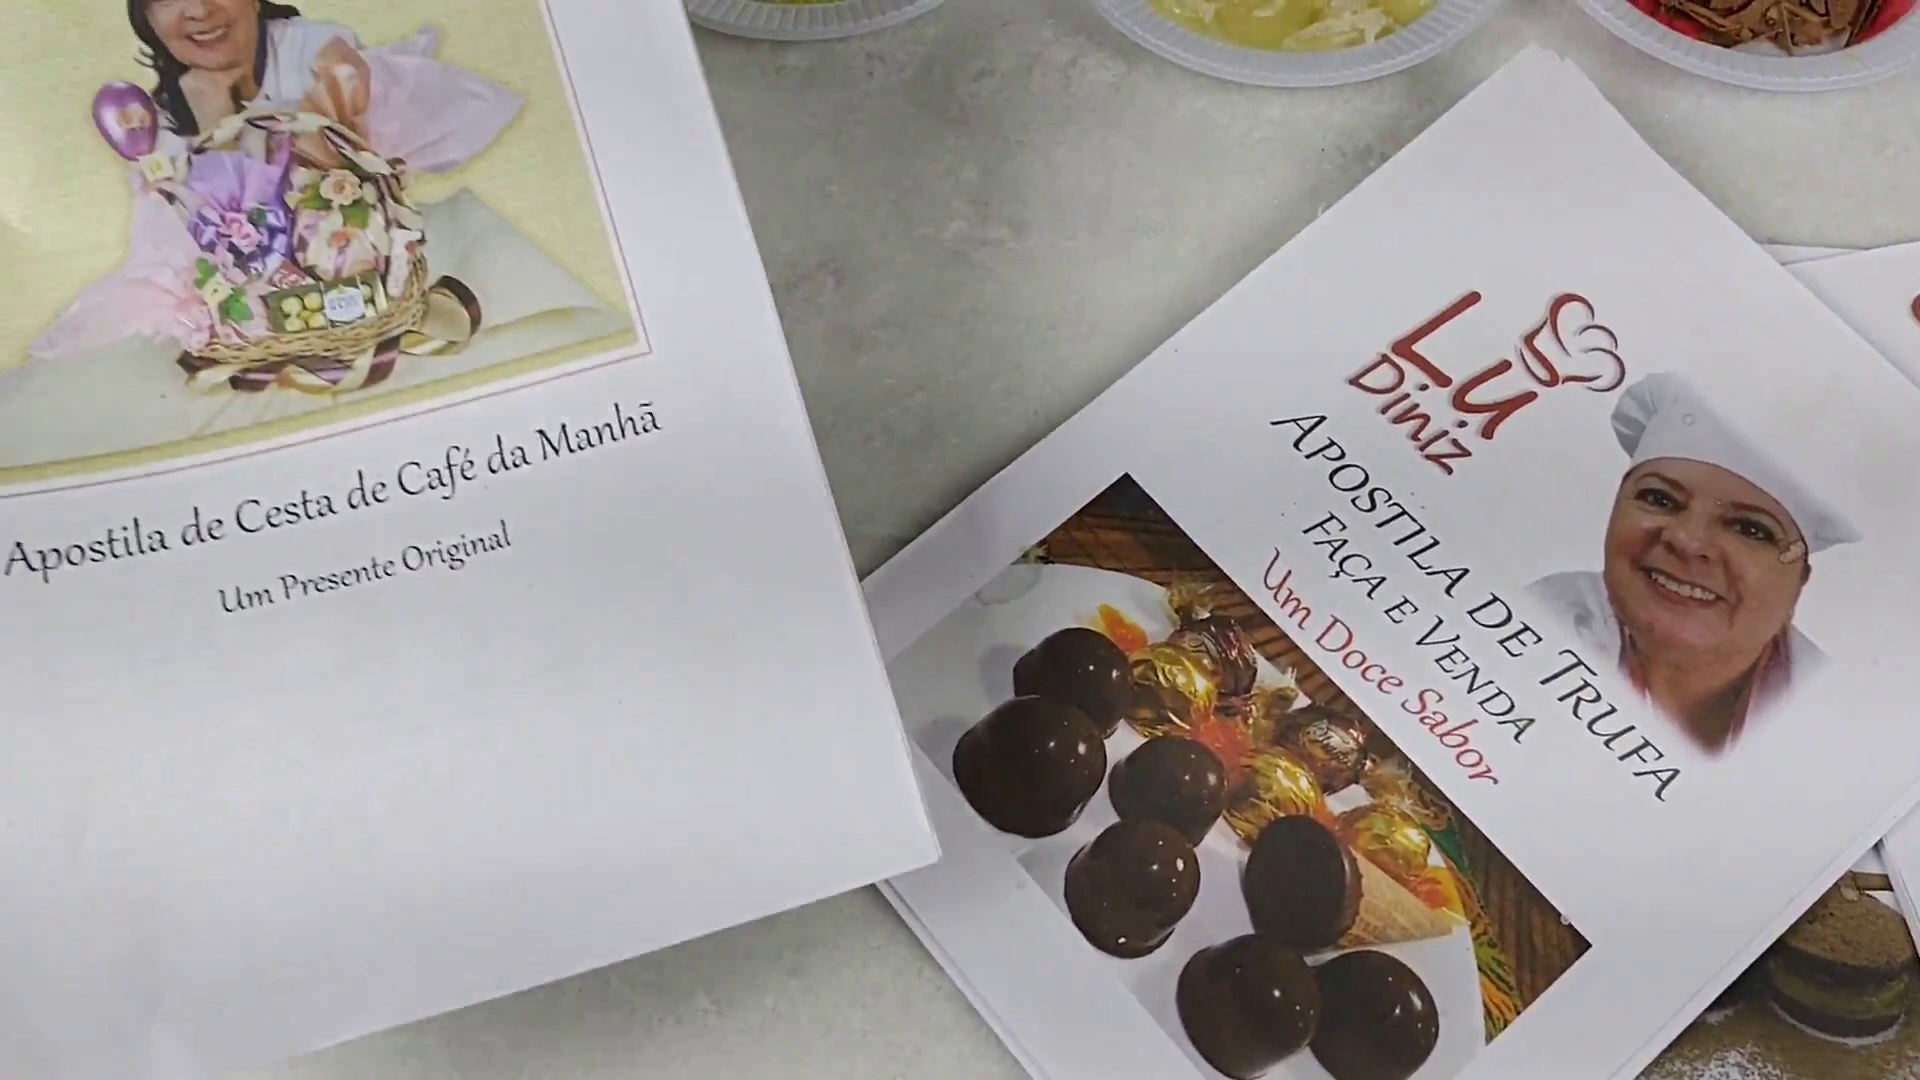 Apostila de Cesta de Café da Manhã
Um Presente Original
Lu
Diniz
APOSTILA DE TRUFA
FAÇA E VENDA
Um Doce Sabor